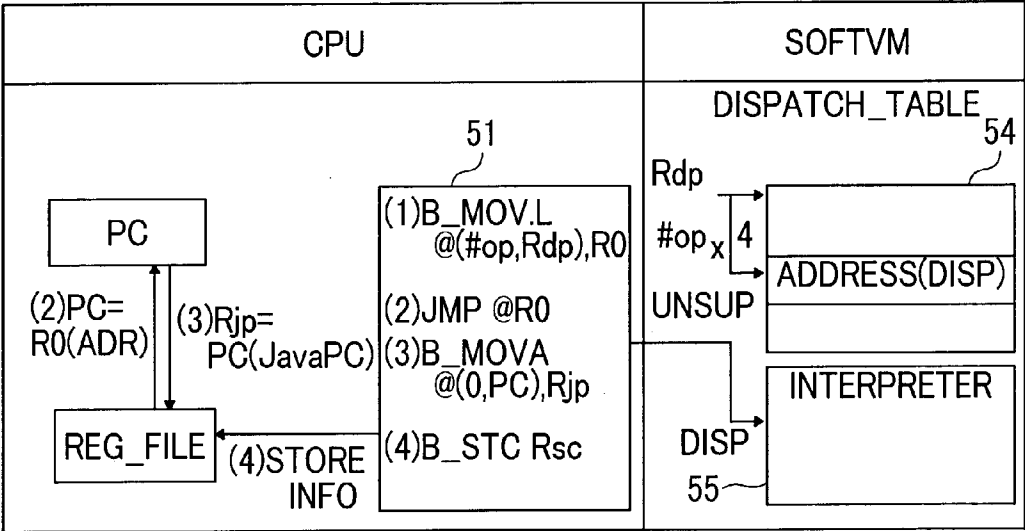 CPU
SOFTVM
DISPATCH_TABLE
51
54
Rdp
#op x 4
ADDRESS(DISP)
UNSUP
PC
(2)PC=
R0(ADR)
(3)Rjp=
PC(JavaPC)
REG_FILE
(4)STORE
INFO
(1)B_MOV.L
@(#op,Rdp),R0
(2)JMP @R0
(3)B_MOVA
@(0,PC),Rjp
(4)B_STC Rsc
INTERPRETER
DISP
55